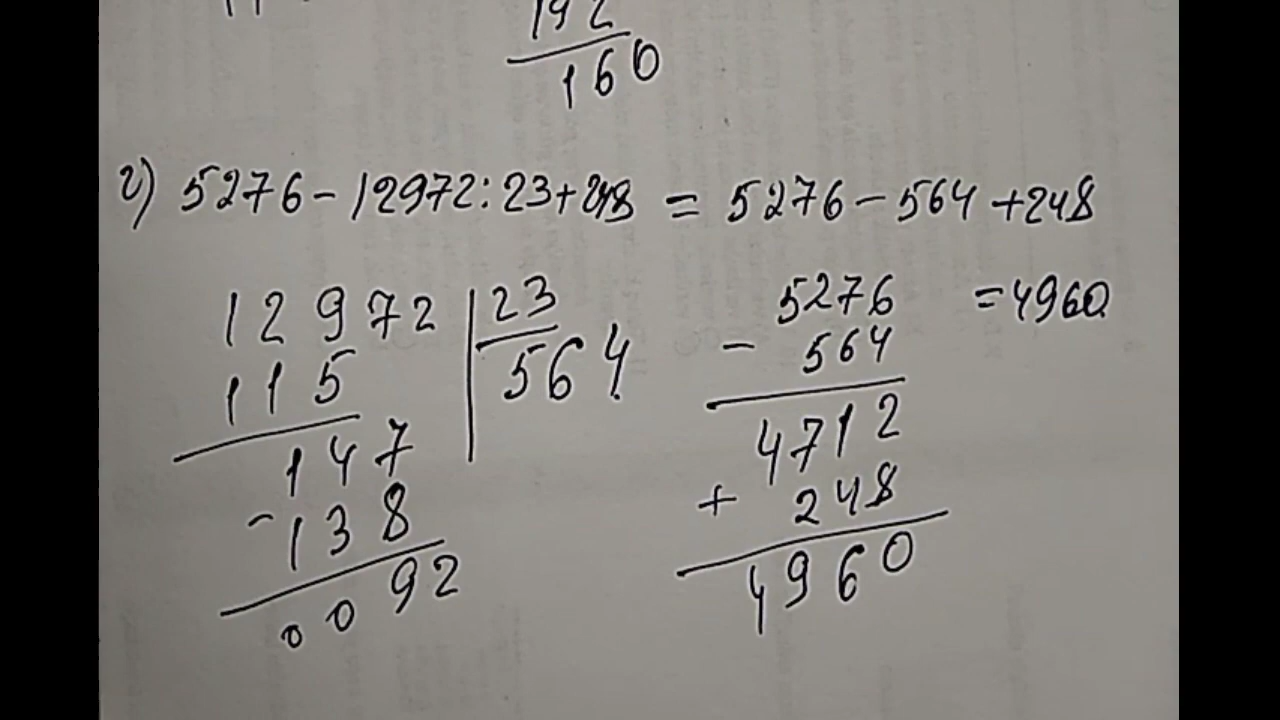 192
160
г) 5276 - 12972 : 23 + 248 = 5276 - 564 + 248
12972 23 5276 = 4960.
115 564. - 564
147 4712
- 138 + 248
0092 4960